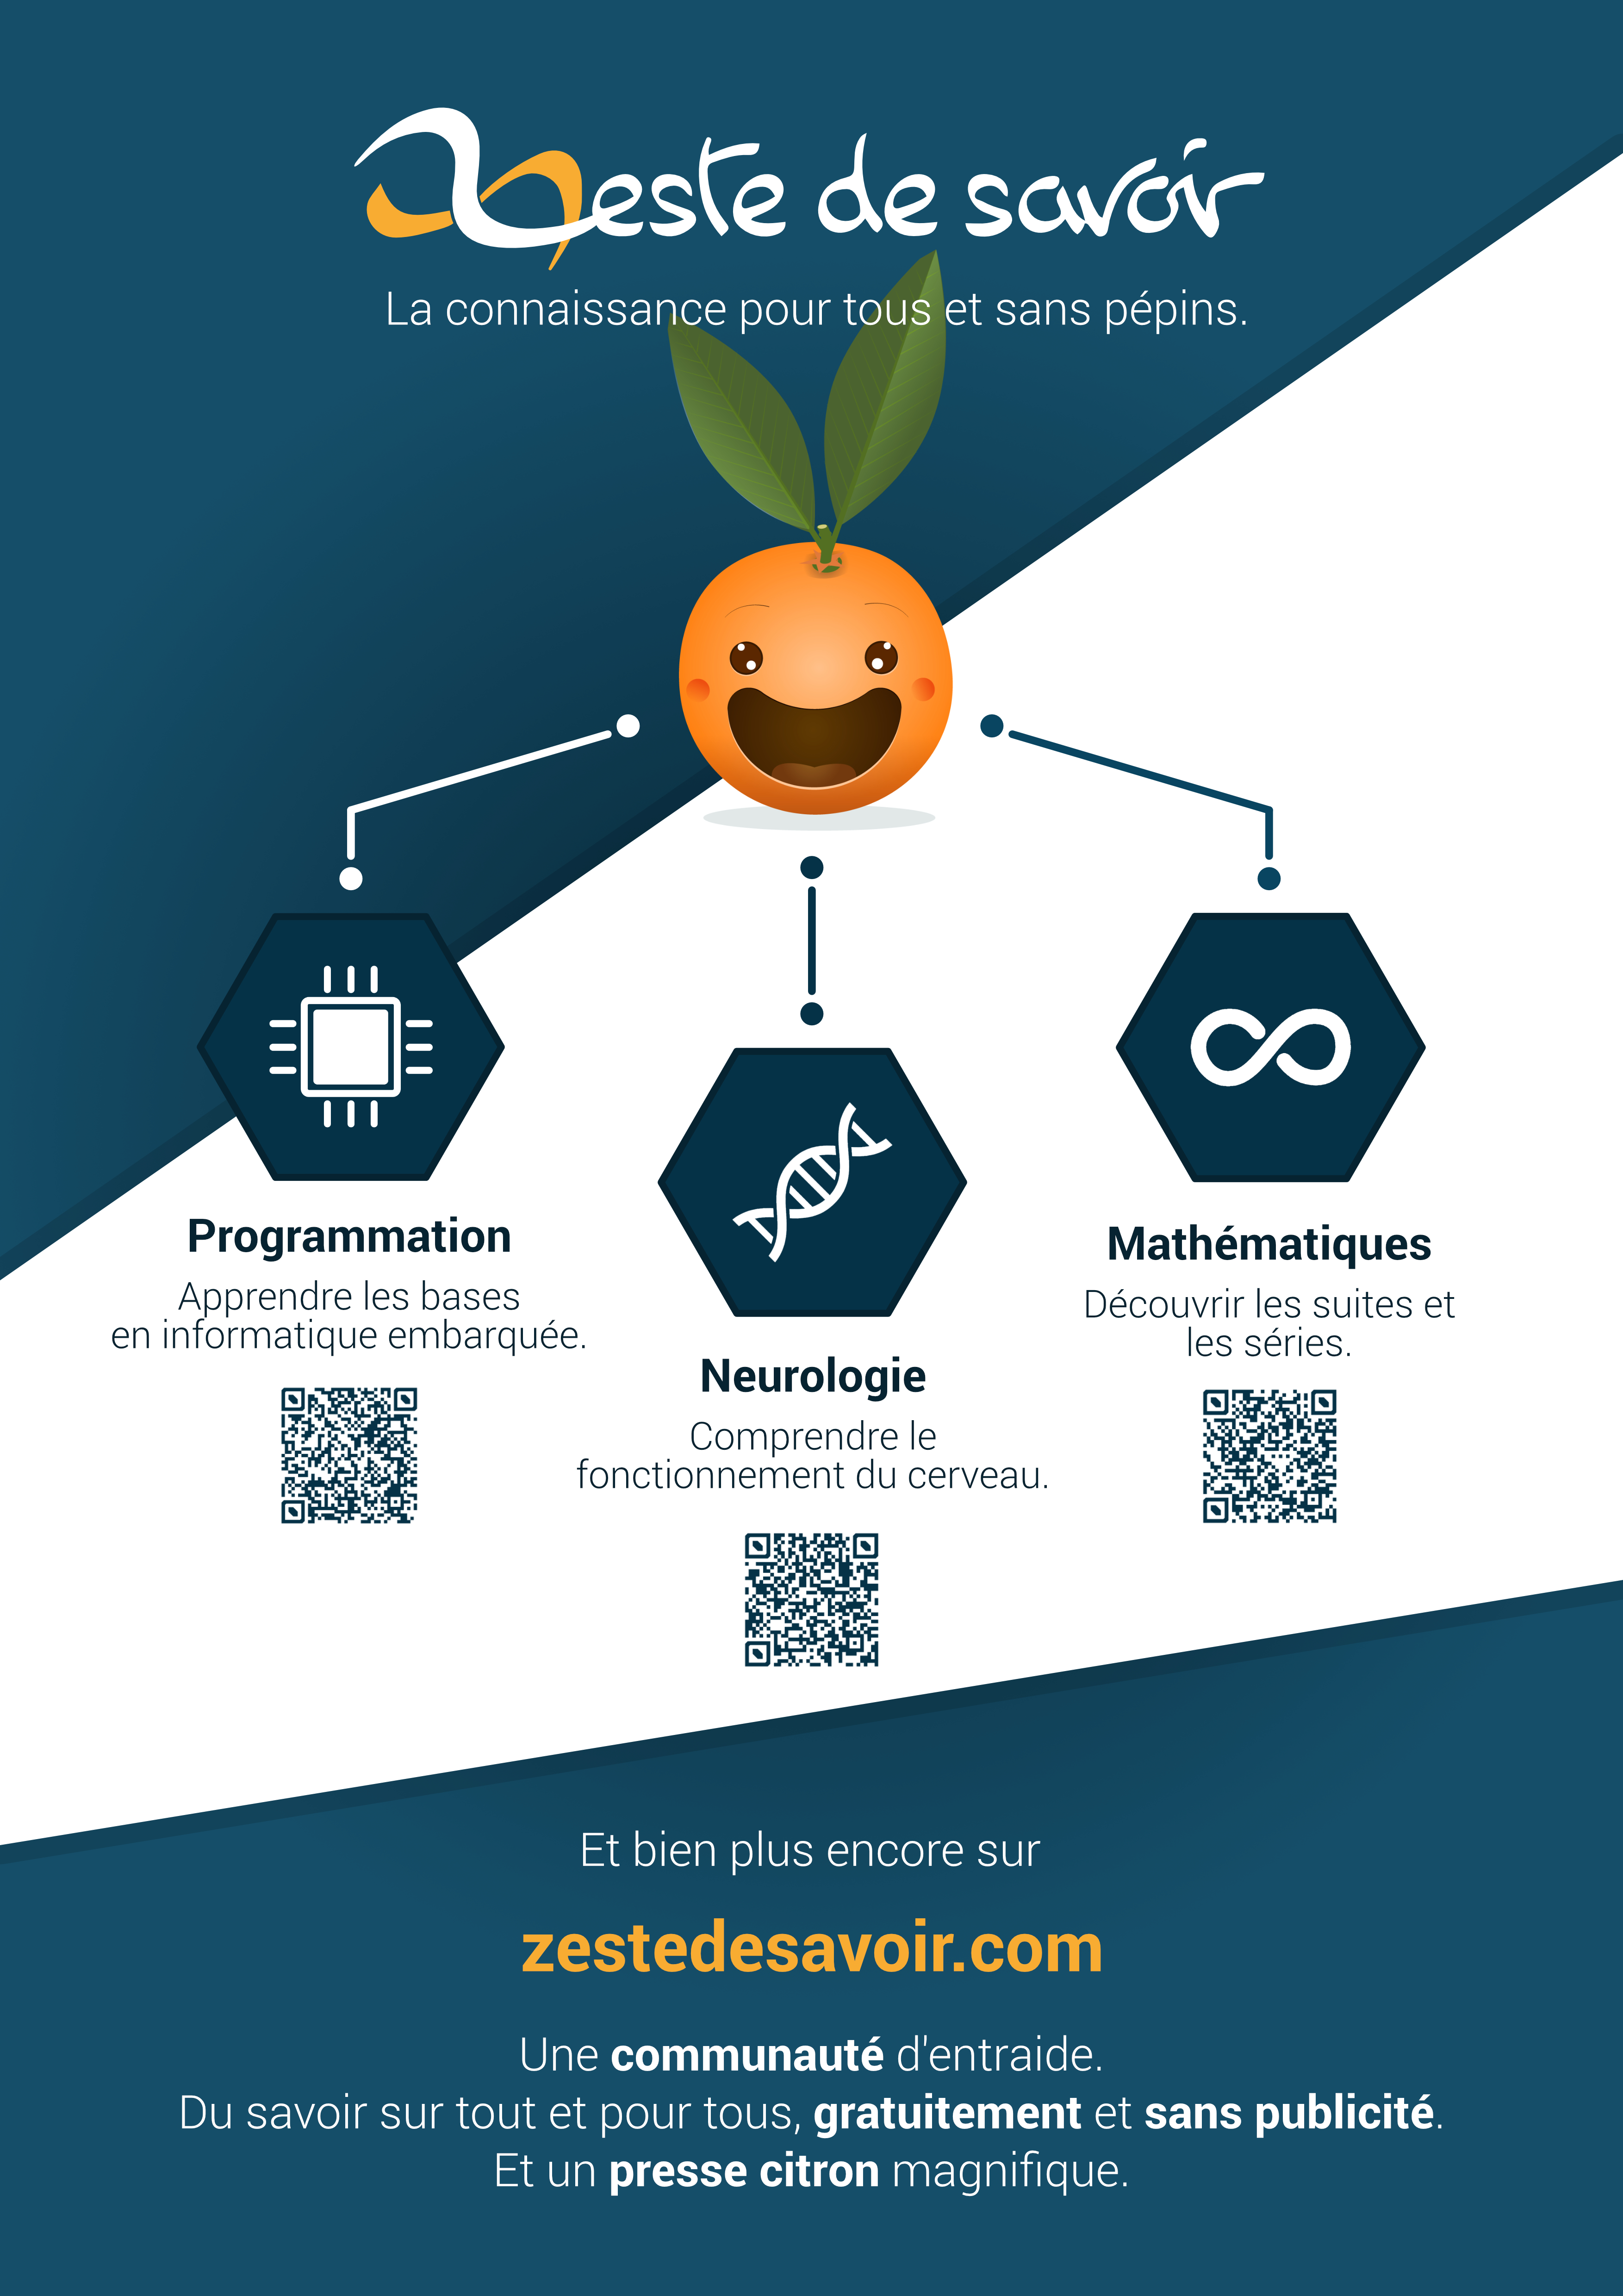 Zeste de savoir
La connaissance pour tous et sans pépins.
Programmation
Apprendre les bases
en informatique embarquée.
Neurologie
Comprendre le
fonctionnement du cerveau.
Mathématiques
Découvrir les suites et
les séries.
Et bien plus encore sur
zestedesavoir.com
Une communauté d'entraide.
Du savoir sur tout et pour tous, gratuitement et sans publicité.
Et un presse citron magnifique.